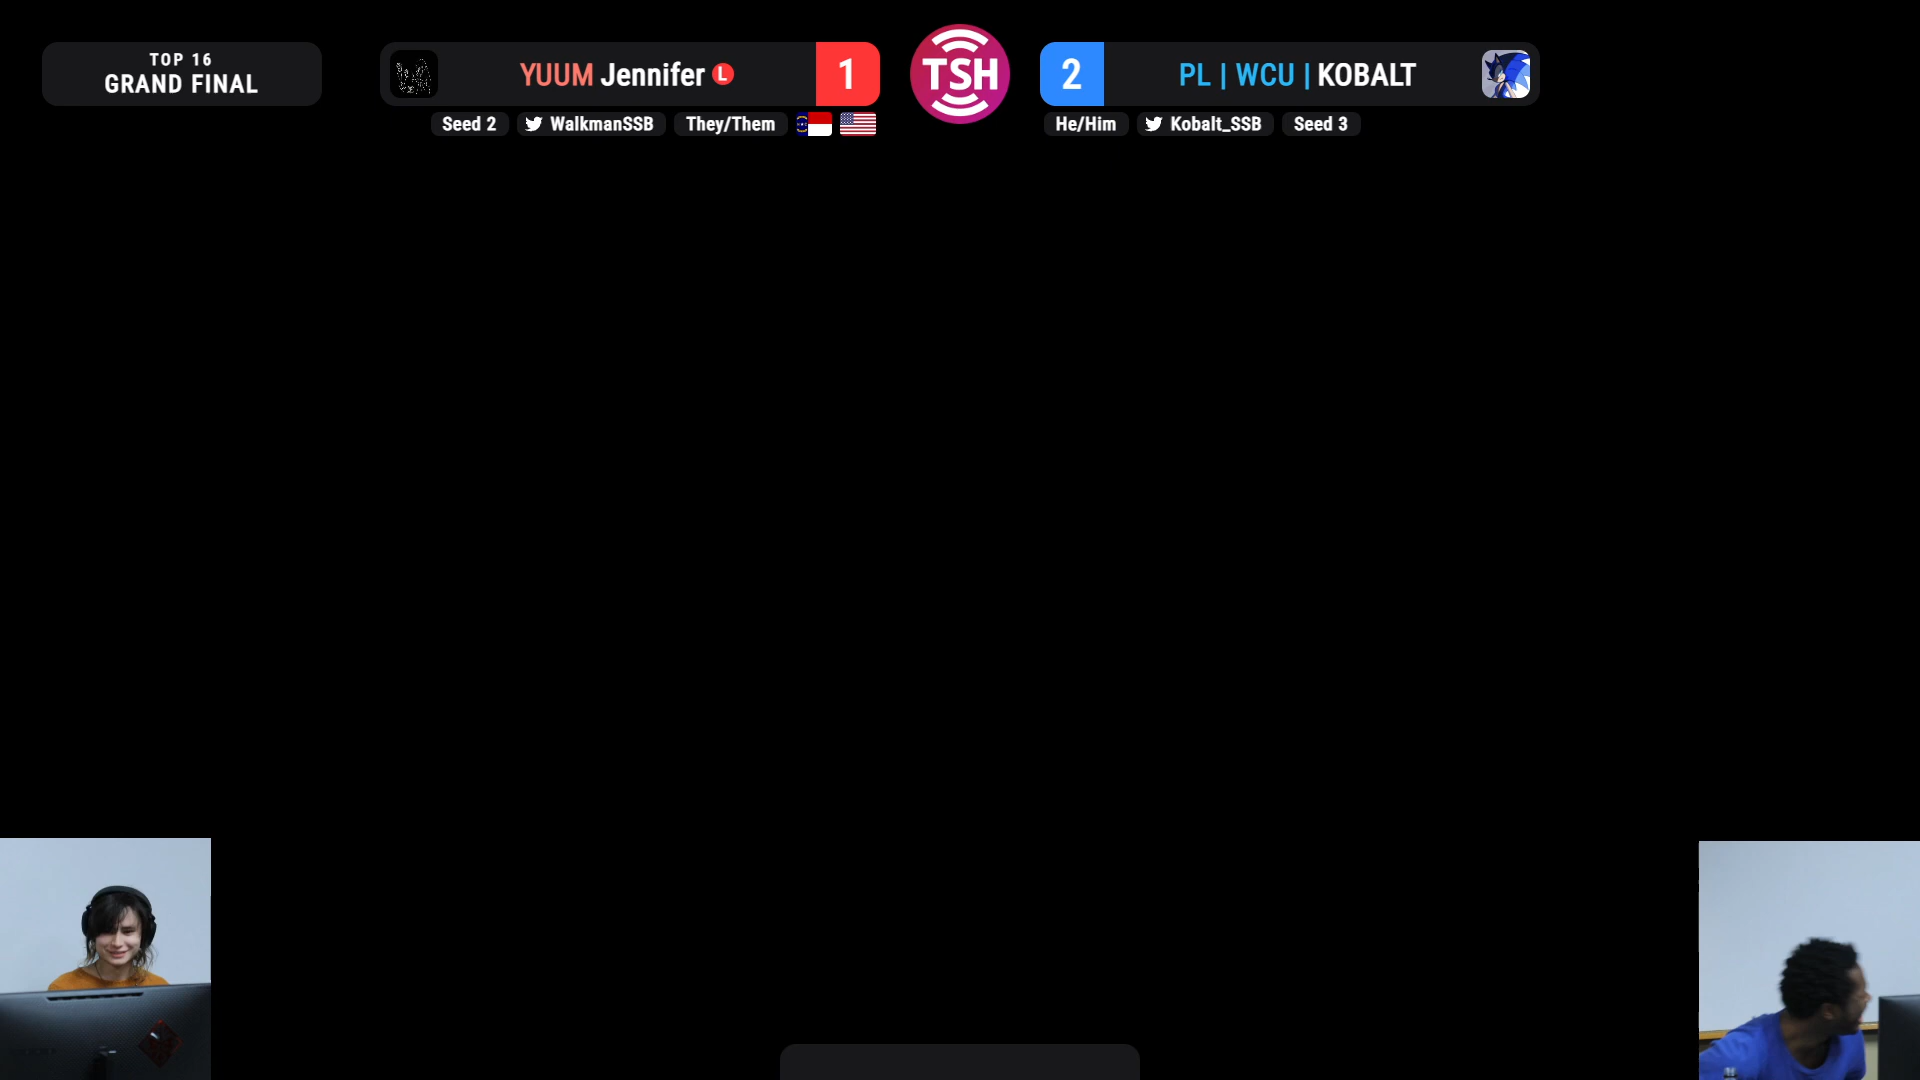 TOP 16
GRAND FINAL
YUUM Jennifer L
1
TSH
2
PL | WCU | KOBALT
Seed 2
WalkmanSSB
They/Them
He/Him
Kobalt_SSB
Seed 3